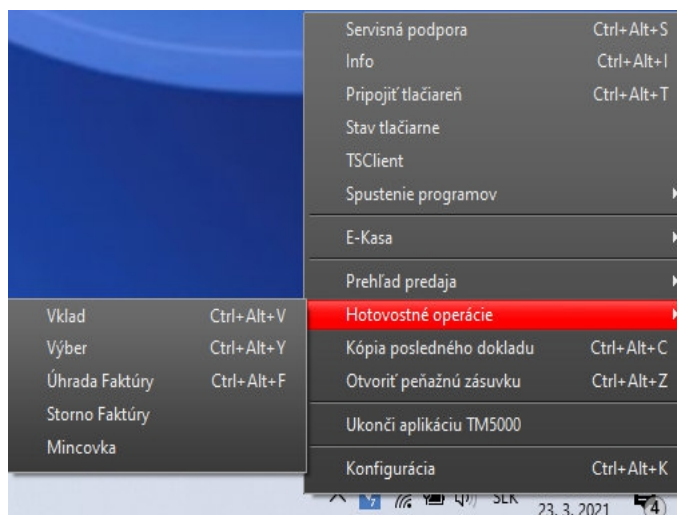 Servisná podpora Ctrl+Alt+S
Info Ctrl+Alt+I
Pripojiť tlačiareň Ctrl+Alt+T
Stav tlačiarne
TSClient
Spustenie programov
E-Kasa
Prehľad predaja
Hotovostné operácie
Kópia posledného dokladu Ctrl+Alt+C
Otvoriť peňažnú zásuvku Ctrl+Alt+Z
Ukonči aplikáciu TM5000
Konfigurácia Ctrl+Alt+K
Vklad Ctrl+Alt+V
Výber Ctrl+Alt+Y
Úhrada Faktúry Ctrl+Alt+F
Storno Faktúry
Mincovka
SLK
23. 3. 2021
4